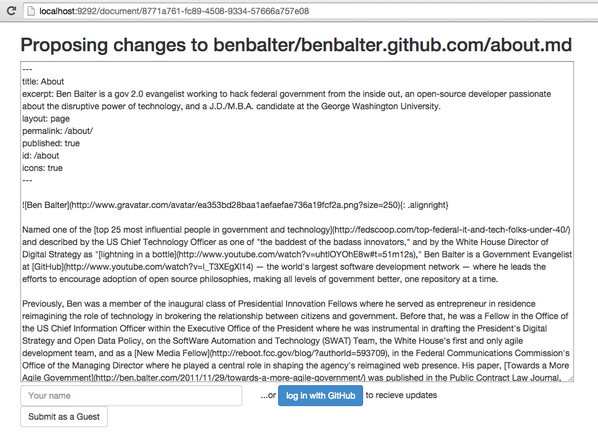 localhost:9292/document/8771a761-fc89-4508-9334-57666a757e08
Proposing changes to benbalter/benbalter.github.com/about.md
---
title: About
excerpt: Ben Balter is a gov 2.0 evangelist working to hack federal government from the inside out, an open-source developer passionate
about the disruptive power of technology, and a J.D./M.B.A. candidate at the George Washington University.
layout: page
permalink: /about/
published: true
id: /about
icons: true
---
![Ben Balter](http://www.gravatar.com/avatar/ea353bd28baa1aefaefae736a19fcf2a.png?size=250){: .alignright}
Named one of the [top 25 most influential people in government and technology](http://fedscoop.com/top-federal-it-and-tech-folks-under-40/)
and described by the US Chief Technology Officer as one of "the baddest of the badass innovators," and by the White House Director of
Digital Strategy as "[lightning in a bottle](http://www.youtube.com/watch?v=uhtlOYOhE8w#t=51m12s)," Ben Balter is a Government Evangelist
at [GitHub](http://www.youtube.com/watch?v=l_T3XEgXl14) — the world's largest software development network — where he leads the
efforts to encourage adoption of open source philosophies, making all levels of government better, one repository at a time.
Previously, Ben was a member of the inaugural class of Presidential Innovation Fellows where he served as entrepreneur in residence
reimagining the role of technology in brokering the relationship between citizens and government. Before that, he was a Fellow in the Office of
the US Chief Information Officer within the Executive Office of the President where he was instrumental in drafting the President's Digital
Strategy and Open Data Policy, on the SoftWare Automation and Technology (SWAT) Team, the White House's first and only agile
development team, and as a [New Media Fellow](http://reboot.fcc.gov/blog/?authorId=593709), in the Federal Communications Commission's
Office of the Managing Director where he played a central role in shaping the agency's reimagined web presence. His paper, [Towards a More
Agile Government](http://ben.balter.com/2011/11/29/towards-a-more-agile-government/) was published in the Public Contract Law Journal,
Your name ...or log in with GitHub to recieve updates
Submit as a Guest